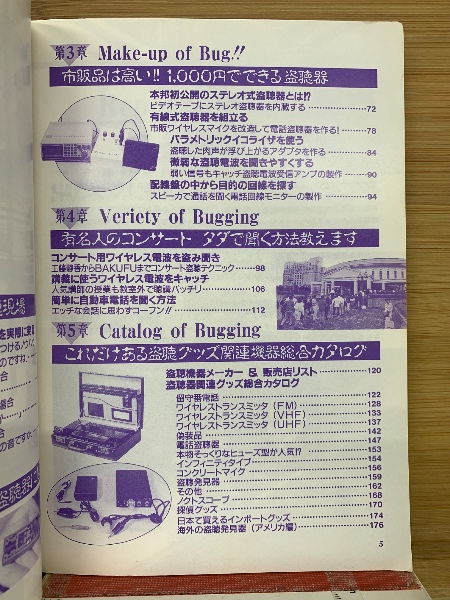 第3章 Make-up of Bug!!
市販品は高い!! 1,000円でできる盗聴器
本邦初公開のステレオ式盗聴器とは!?
ビデオテープにステレオ盗聴器を内蔵する 72
有線式盗聴器を組立る
市販ワイヤレスマイクを改造して電話盗聴器を作る! 78
パラメトリックイコライザを使う
盗聴した肉声が浮び上がるアダプタを作る 84
微弱な盗聴電波を聞きやすくする
弱い信号もキャッチ盗聴電波受信アンプの製作 90
配線盤の中から目的の回線を探す
スピーカで通話を聞く電話回線モニターの製作 94
第4章 Veriety of Bugging
有名人のコンサート タダで聞く方法教えます
コンサート用ワイヤレス電波を盗み聞き
工藤静香からBAKUFUまでコンサート盗聴テクニック 98
講義に使うワイヤレス電波をキャッチ
人気講師の授業も教室外で聴講バッチリ 106
簡単に自動車電話を聞く方法
エッチな会話に思わずコーフン!! 112
第5章 Catalog of Bugging
これだけある盗聴グッズ関連機器総合カタログ
盗聴機器メーカー & 販売店リスト 120
盗聴器関連グッズ総合カタログ
留守番電話 122
ワイヤレストランスミッタ(FM) 128
ワイヤレストランスミッタ(VHF) 133
ワイヤレストランスミッタ(UHF) 137
偽装品 142
電話盗聴器 147
本物そっくりなヒューズ型が人気!? 153
インフィニティタイプ 154
コンクリートマイク 156
盗聴発見器 159
その他 162
ノクトスコープ 168
探偵グッズ 170
日本で買えるインポートグッズ 174
海外の盗聴発見器(アメリカ編) 176
5